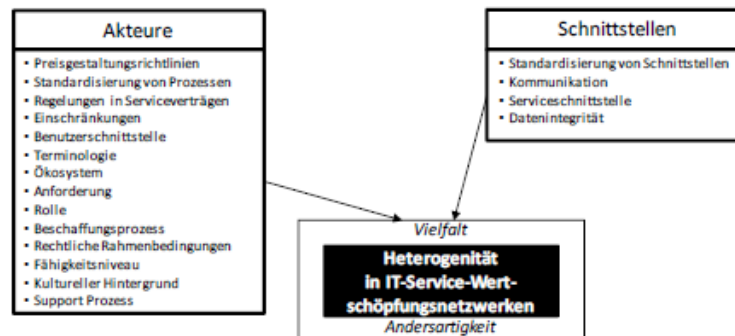 Akteure
▪ Preisgestaltungsrichtlinien
▪ Standardisierung von Prozessen
▪ Regelungen in Serviceverträgen
▪ Einschränkungen
▪ Benutzerschnittstelle
▪ Terminologie
▪ Ökosystem
▪ Anforderung
▪ Rolle
▪ Beschaffungsprozess
▪ Rechtliche Rahmenbedingungen
▪ Fähigkeitsniveau
▪ Kultureller Hintergrund
▪ Support Prozess
Schnittstellen
▪ Standardisierung von Schnittstellen
▪ Kommunikation
▪ Serviceschnittstelle
▪ Datenintegrität
Vielfalt
Heterogenität
in IT-Service-Wert-
schöpfungsnetzwerken
Andersartigkeit